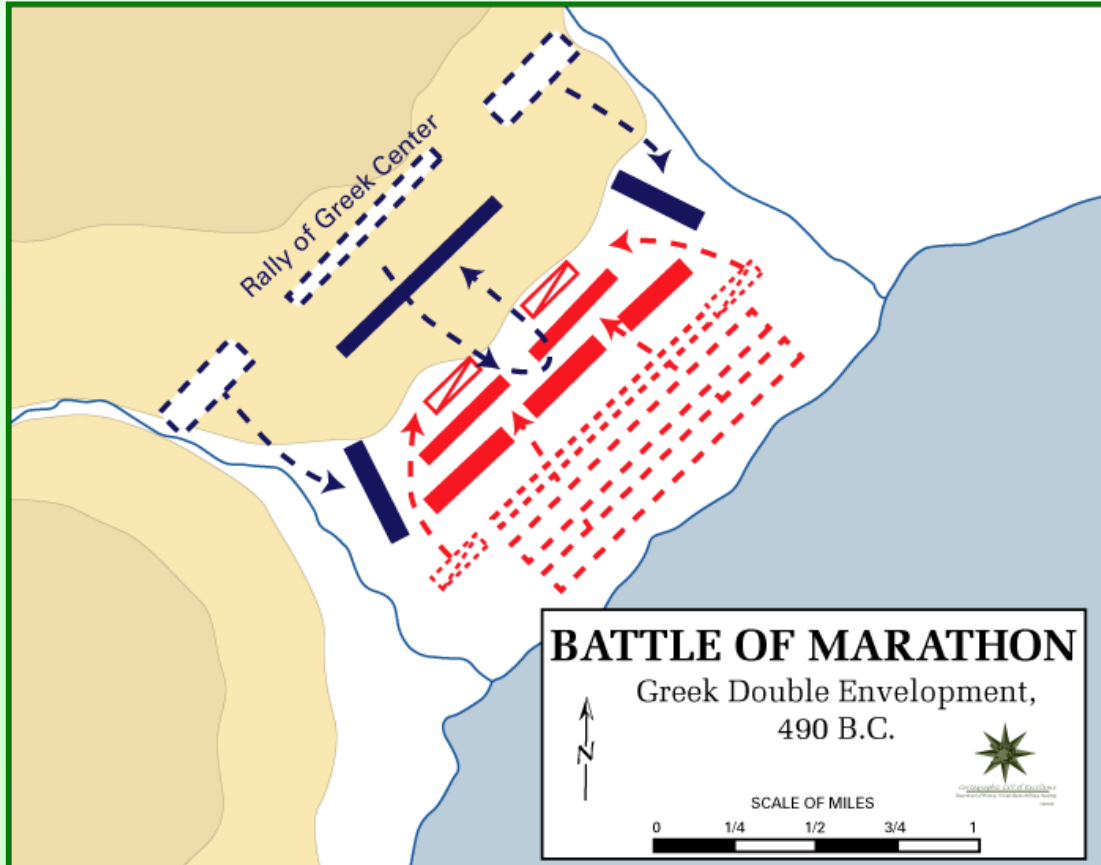 Rally of Greek Center
BATTLE OF MARATHON
Greek Double Envelopment,
490 B.C.
N
SCALE OF MILES
0 1/4 1/2 3/4 1